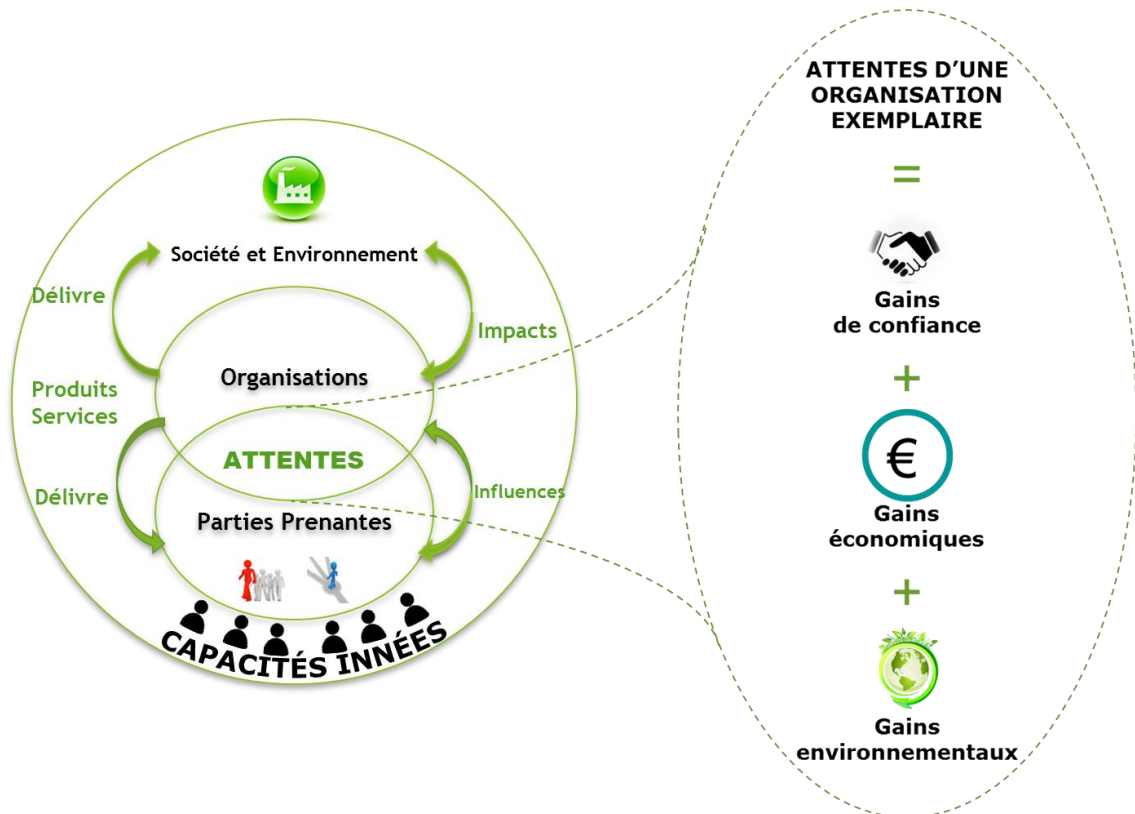 Société et Environnement
Délivre
Impacts
Organisations
Produits
Services
ATTENTES
Délivre
Influences
Parties Prenantes
CAPACITÉS INNÉES
ATTENTES D’UNE
ORGANISATION
EXEMPLAIRE
=
Gains
de confiance
+
€
Gains
économiques
+
Gains
environnementaux